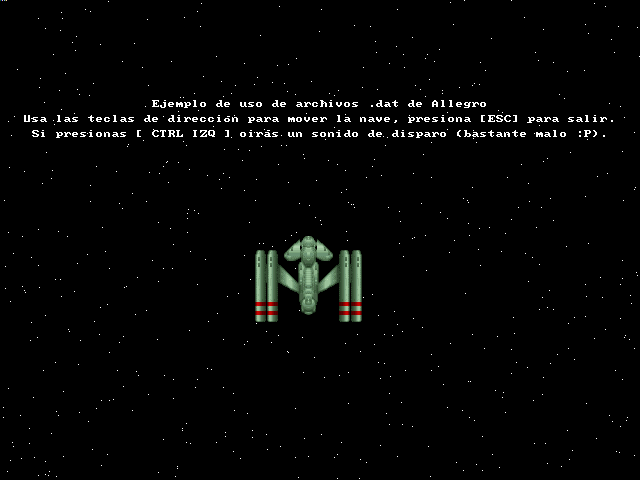 Ejemplo de uso de archivos .dat de Allegro
Usa las teclas de dirección para mover la nave, presiona [ESC] para salir.
Si presionas [ CTRL IZQ ] oirás un sonido de disparo (bastante malo :P).